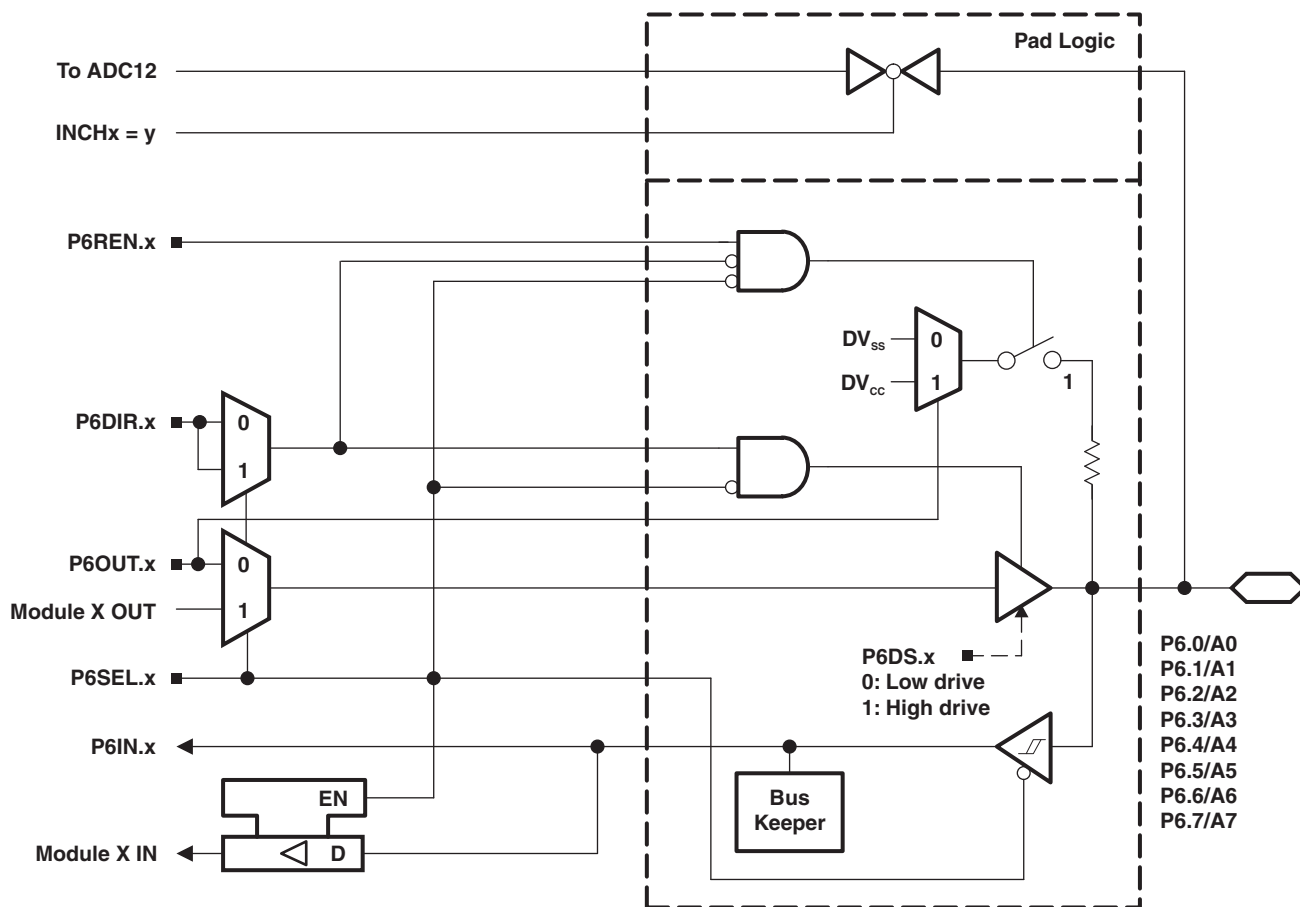 Pad Logic
To ADC12
INCHx = y
P6REN.x
DVSS
0
DVCC
1
1
P6DIR.x
0
1
P6OUT.x
0
Module X OUT
1
P6SEL.x
P6DS.x
0: Low drive
1: High drive
P6IN.x
EN
Bus
Keeper
Module X IN
D
P6.0/A0
P6.1/A1
P6.2/A2
P6.3/A3
P6.4/A4
P6.5/A5
P6.6/A6
P6.7/A7